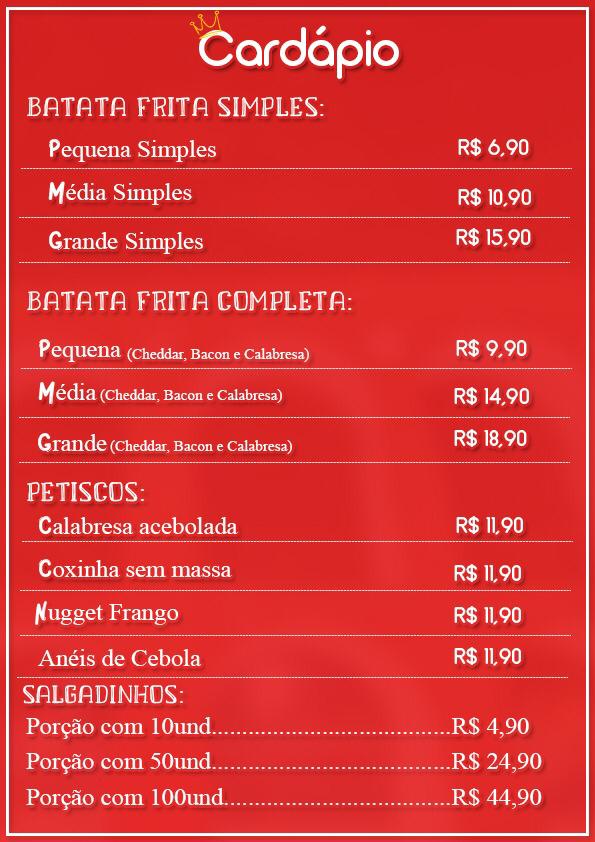 Cardápio
BATATA FRITA SIMPLES:
Pequena Simples R$ 6,90
Média Simples R$ 10,90
Grande Simples R$ 15,90
BATATA FRITA COMPLETA:
Pequena (Cheddar, Bacon e Calabresa) R$ 9,90
Média (Cheddar, Bacon e Calabresa) R$ 14,90
Grande (Cheddar, Bacon e Calabresa) R$ 18,90
PETISCOS:
Calabresa acebolada R$ 11,90
Coxinha sem massa R$ 11,90
Nugget Frango R$ 11,90
Anéis de Cebola R$ 11,90
SALGADINHOS:
Porção com 10und........................................R$ 4,90
Porção com 50und........................................R$ 24,90
Porção com 100und......................................R$ 44,90